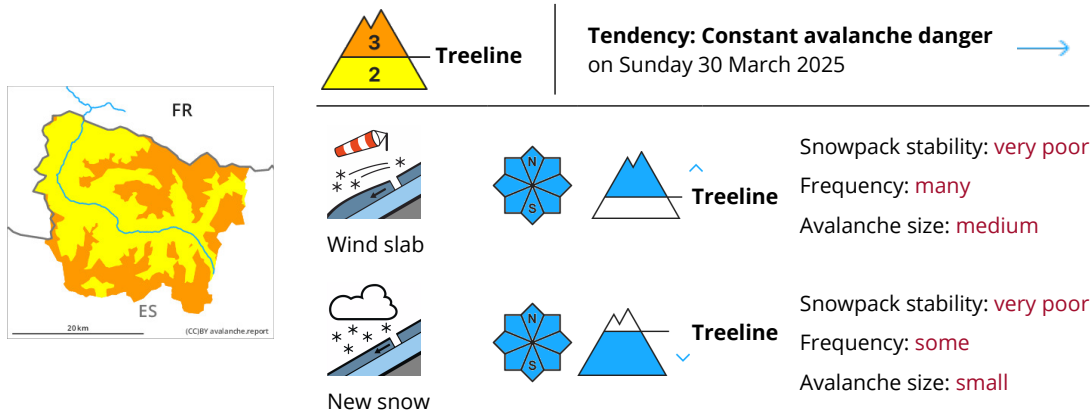 3
Treeline
2
Tendency: Constant avalanche danger
on Sunday 30 March 2025
FR
ES
20 km
(CC)BY avalanche.report
Wind slab
N
S
Treeline
Snowpack stability: very poor
Frequency: many
Avalanche size: medium
New snow
N
S
Treeline
Snowpack stability: very poor
Frequency: some
Avalanche size: small